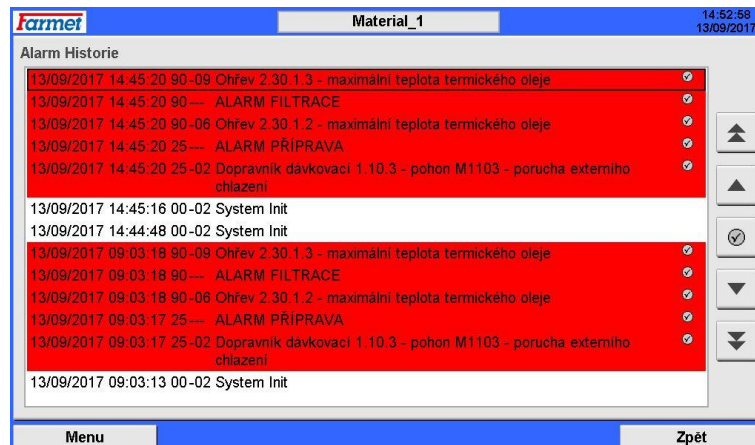 Farmet
Material_1
14:52:58
13/09/2017
Alarm Historie
13/09/2017 14:45:20 90-09 Ohřev 2.30.1.3 - maximální teplota termického oleje
13/09/2017 14:45:20 90--- ALARM FILTRACE
13/09/2017 14:45:20 90-06 Ohřev 2.30.1.2 - maximální teplota termického oleje
13/09/2017 14:45:20 25--- ALARM PŘÍPRAVA
13/09/2017 14:45:20 25-02 Dopravník dávkovací 1.10.3 - pohon M1103 - porucha externího
chlazení
13/09/2017 14:45:16 00-02 System Init
13/09/2017 14:44:48 00-02 System Init
13/09/2017 09:03:18 90-09 Ohřev 2.30.1.3 - maximální teplota termického oleje
13/09/2017 09:03:18 90--- ALARM FILTRACE
13/09/2017 09:03:18 90-06 Ohřev 2.30.1.2 - maximální teplota termického oleje
13/09/2017 09:03:17 25--- ALARM PŘÍPRAVA
13/09/2017 09:03:17 25-02 Dopravník dávkovací 1.10.3 - pohon M1103 - porucha externího
chlazení
13/09/2017 09:03:13 00-02 System Init
Menu
Zpět